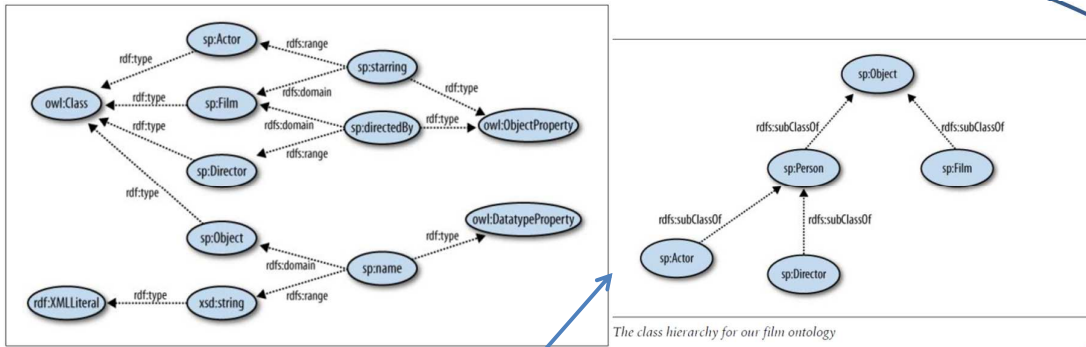 sp:Actor
rdfs:range
rdf:type
sp:starring
owl:Class
rdf:type
sp:Film
rdfs:domain
rdf:type
rdf:type
rdfs:domain
sp:directedBy
rdf:type
owl:ObjectProperty
rdfs:range
sp:Director
rdf:type
owl:DatatypeProperty
sp:Object
rdf:type
rdfs:domain
sp:name
rdf:XMLLiteral
rdf:type
xsd:string
rdfs:range
sp:Object
rdfs:subClassOf
rdfs:subClassOf
sp:Person
sp:Film
rdfs:subClassOf
rdfs:subClassOf
sp:Actor
sp:Director
The class hierarchy for our film ontology